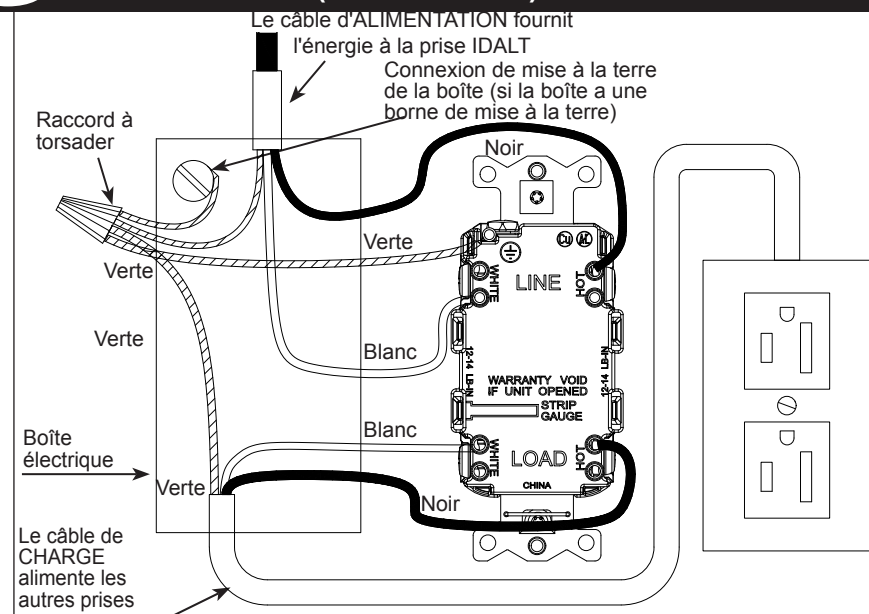 Le câble d'ALIMENTATION fournit
l'énergie à la prise IDALT
Connexion de mise à la terre
de la boîte (si la boîte a une
borne de mise à la terre)
Raccord à
torsader
Noir
Verte
Verte
Cu
WHITE
LINE
HOT
Verte
Blanc
12-14 LB-IN
12-14 LB-IN
WARRANTY VOID
IF UNIT OPENED
STRIP
GAUGE
Blanc
Boîte
électrique
WHITE
LOAD
HOT
CHINA
Verte
Noir
Le câble de
CHARGE
alimente les
autres prises